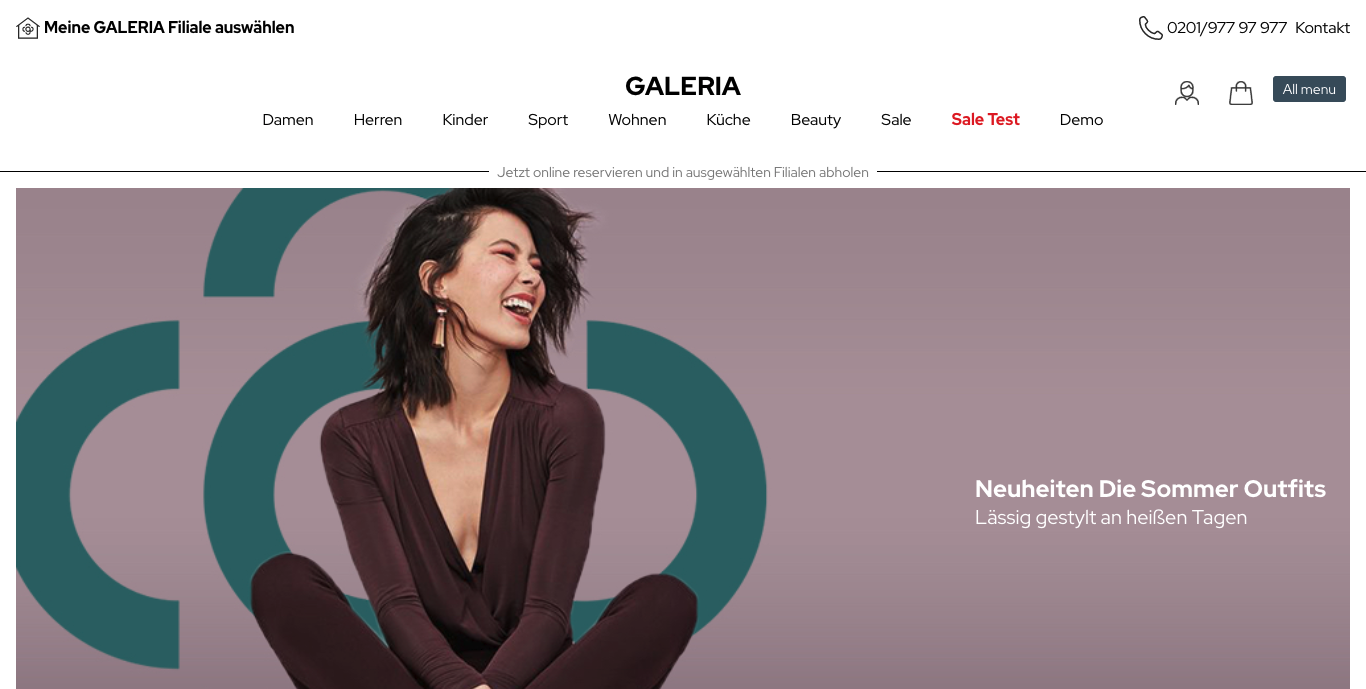 Meine GALERIA Filiale auswählen
0201/977 97 977 Kontakt
GALERIA
All menu
Damen Herren Kinder Sport Wohnen Küche Beauty Sale Sale Test Demo
Jetzt online reservieren und in ausgewählten Filialen abholen
Neuheiten Die Sommer Outfits
Lässig gestylt an heißen Tagen